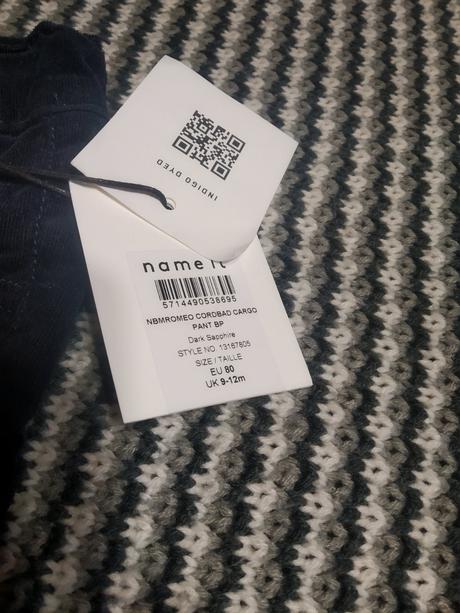 INDIGO DYED
name it
5714490538695
NBMROMEO CORDBAD CARGO
PANT BP
Dark Sapphire
STYLE NO. 13167805
SIZE / TAILLE
EU 80
UK 9-12m